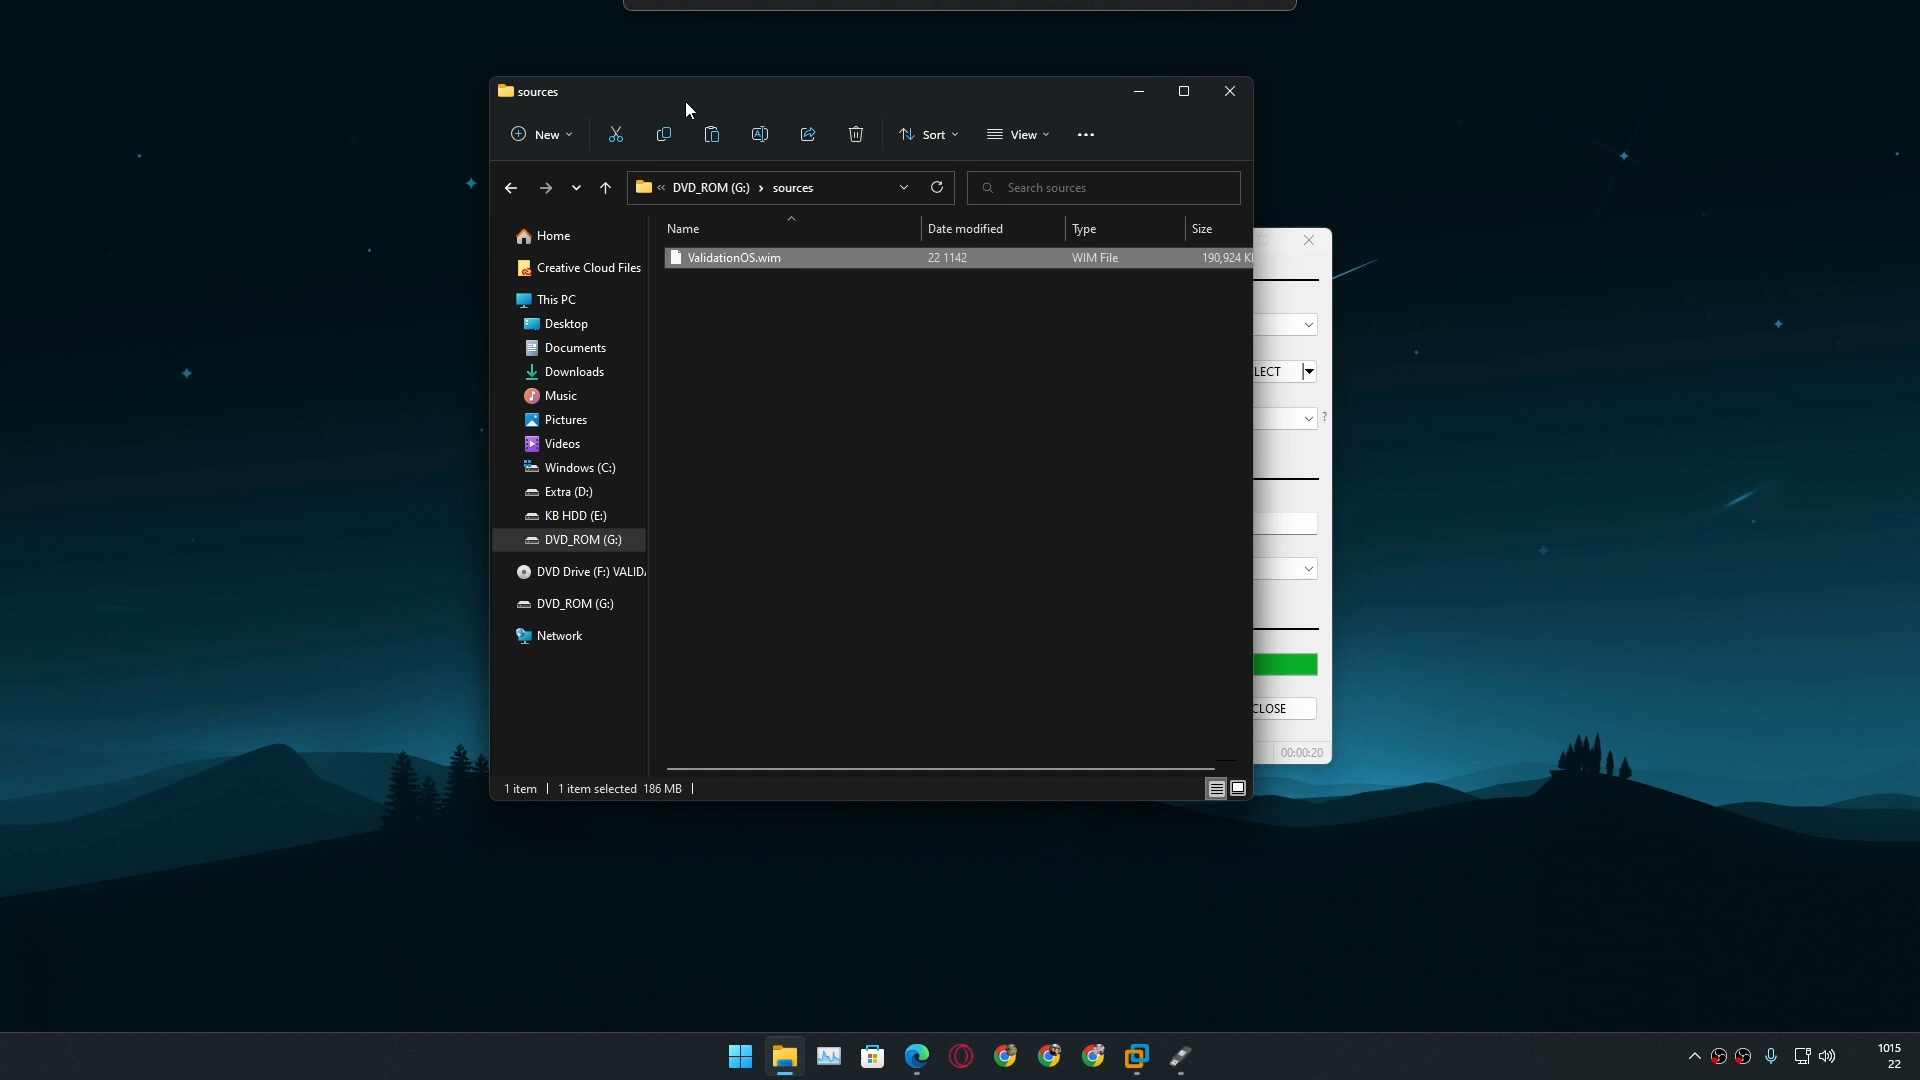 sources
New
Sort
View
« DVD_ROM (G:) > sources
Search sources
Name
Date modified
Type
Size
ValidationOS.wim
22 1142
WIM File
190,924 K
Home
Creative Cloud Files
This PC
Desktop
Documents
Downloads
Music
Pictures
Videos
Windows (C:)
Extra (D:)
KB HDD (E:)
DVD_ROM (G:)
DVD Drive (F:) VALID
DVD_ROM (G:)
Network
1 item
1 item selected 186 MB
LECT
?
CLOSE
00:00:20
1015
22